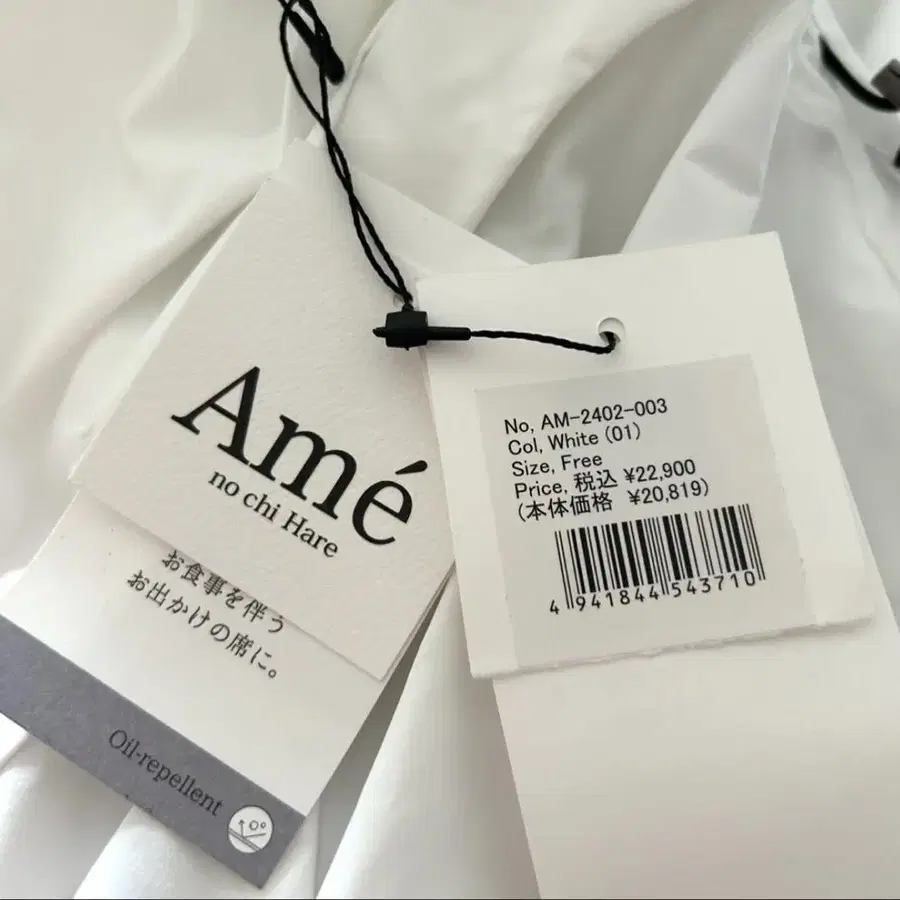 Amé
no chi Hare
お食事を伴う
お出かけの席に。
Oil-repellent
No, AM-2402-003
Col, White (01)
Size, Free
Price, 税込 ¥22,900
(本体価格 ¥20,819)
4 941844 543710